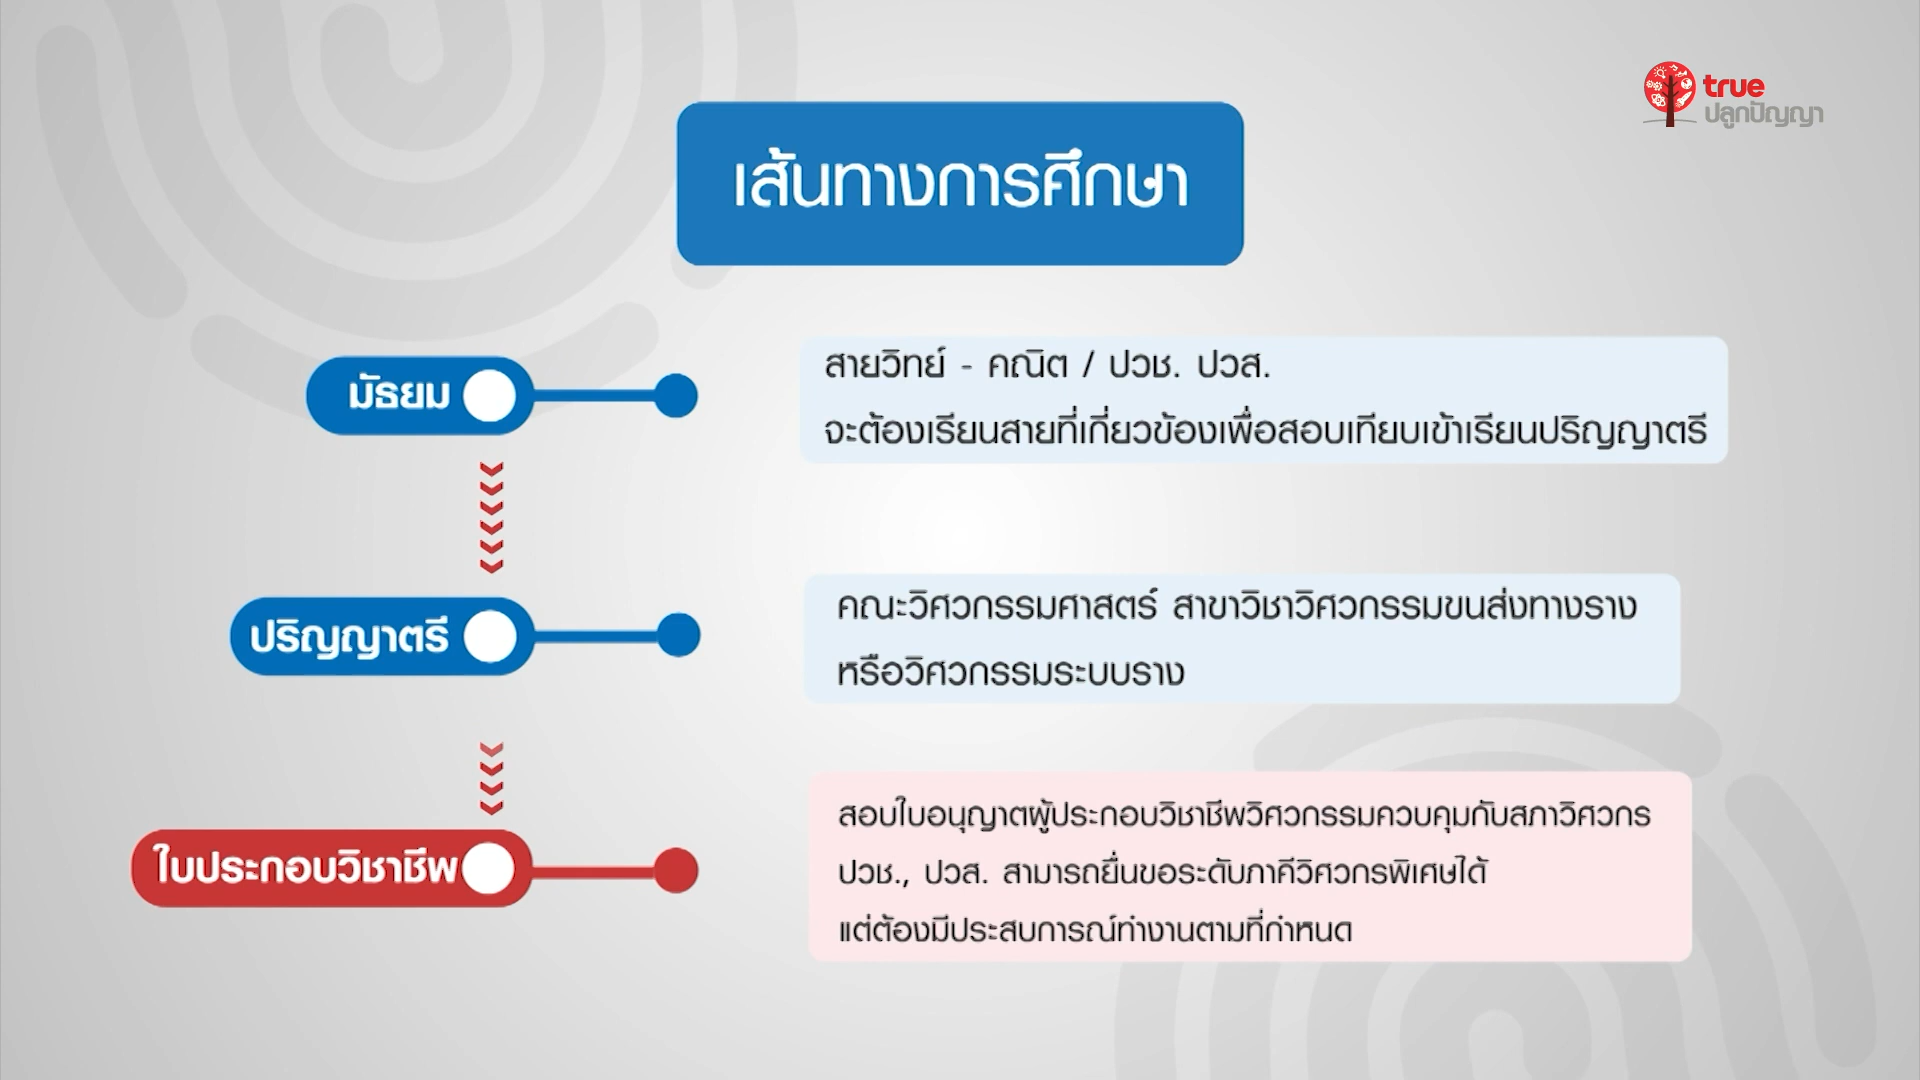 true
ปลูกปัญญา
เส้นทางการศึกษา
มัธยม
สายวิทย์ - คณิต / ปวช. ปวส.
จะต้องเรียนสายที่เกี่ยวข้องเพื่อสอบเทียบเข้าเรียนปริญญาตรี
ปริญญาตรี
คณะวิศวกรรมศาสตร์ สาขาวิชาวิศวกรรมขนส่งทางราง
หรือวิศวกรรมระบบราง
ใบประกอบวิชาชีพ
สอบใบอนุญาตผู้ประกอบวิชาชีพวิศวกรรมควบคุมกับสภาวิศวกร
ปวช., ปวส. สามารถยื่นขอระดับภาคีวิศวกรพิเศษได้
แต่ต้องมีประสบการณ์ทำงานตามที่กำหนด